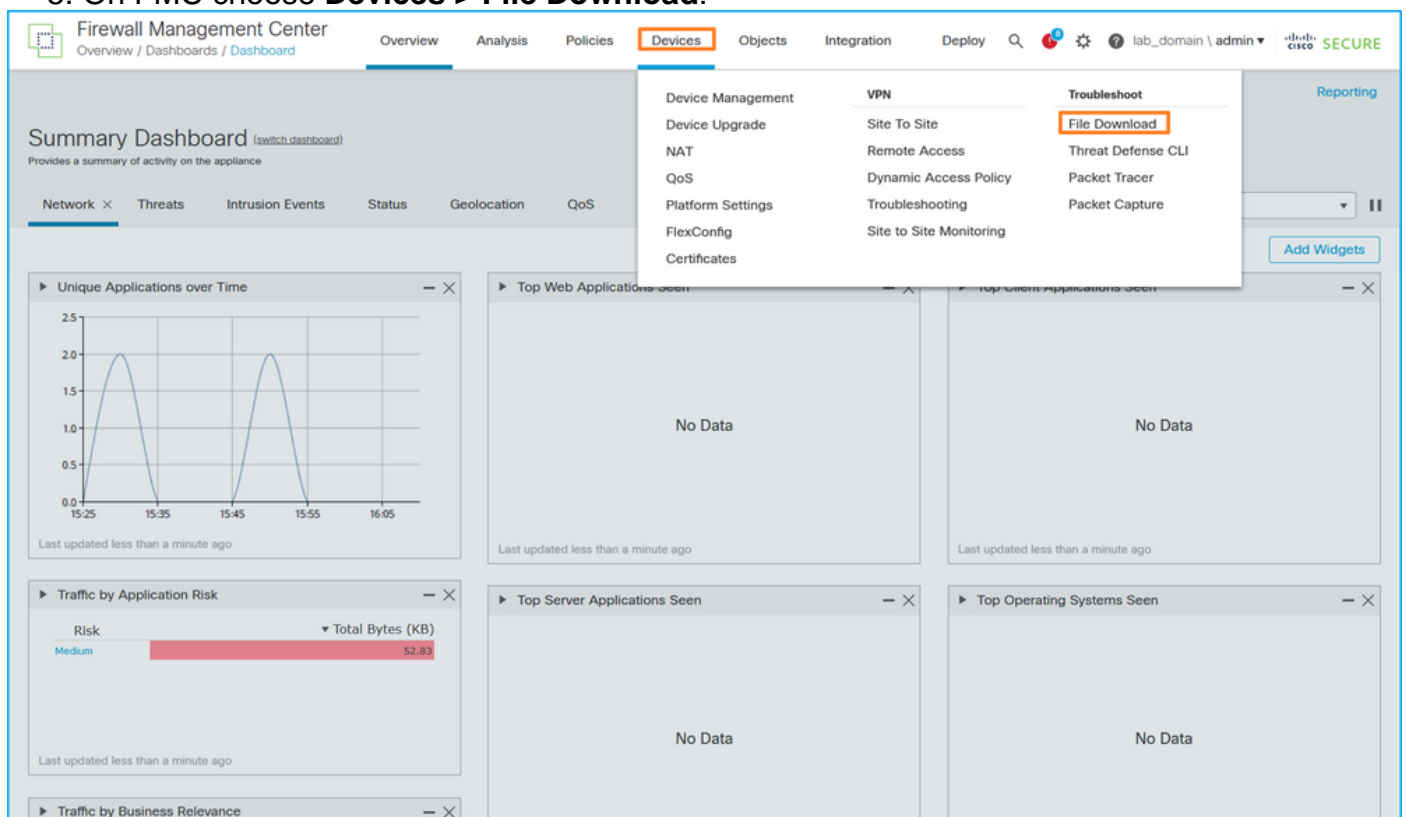 On FMC choose Devices > File Download.
Firewall Management Center
Overview / Dashboards / Dashboard
Overview Analysis Policies Devices Objects Integration Deploy 6 lab_domain \ admin ▾ cisco SECURE
Device Management
Device Upgrade
NAT
QoS
Platform Settings
FlexConfig
Certificates
VPN
Site To Site
Remote Access
Dynamic Access Policy
Troubleshooting
Site to Site Monitoring
Troubleshoot
File Download
Threat Defense CLI
Packet Tracer
Packet Capture
Reporting
Summary Dashboard (switch dashboard)
Provides a summary of activity on the appliance
Network × Threats Intrusion Events Status Geolocation QoS
Add Widgets
Unique Applications over Time
2.5
2.0
1.5
1.0
0.5
0.0
15:25 15:35 15:45 15:55 16:05
Last updated less than a minute ago
Top Web Applications Seen
No Data
Last updated less than a minute ago
Top Client Applications Seen
No Data
Last updated less than a minute ago
Traffic by Application Risk
Risk ▾ Total Bytes (KB)
Medium 52.83
Last updated less than a minute ago
Top Server Applications Seen
No Data
Top Operating Systems Seen
No Data
Traffic by Business Relevance